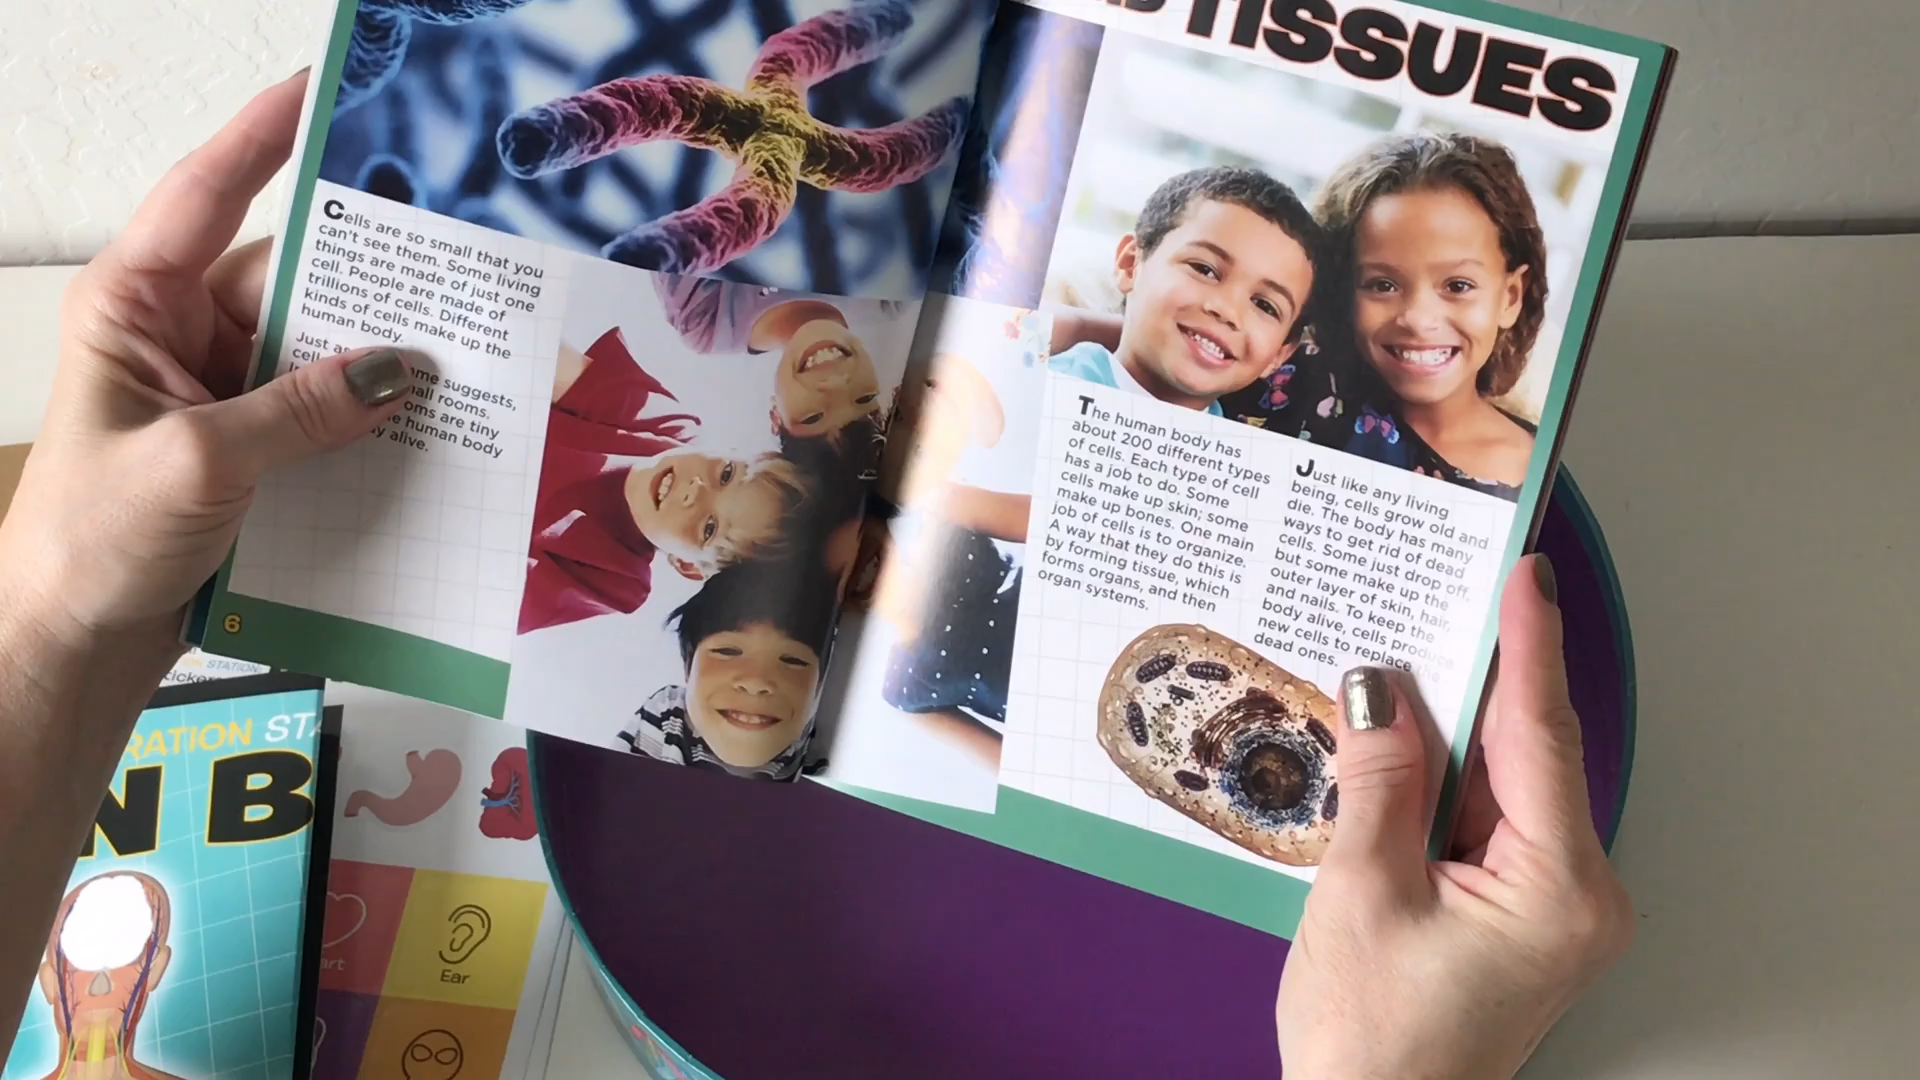 TISSUES
Cells are so small that you
can't see them. Some living
things are made of just one
cell. People are made of
trillions of cells. Different
kinds of cells make up the
human body.
Just as
me suggests,
rooms.
are tiny
human body
alive.
6
The human body has
about 200 different types
of cells. Each type of cell
has a job to do. Some
cells make up skin; some
make up bones. One main
job of cells is to organize.
A way that they do this is
by forming tissue, which
forms organs, and then
organ systems.
Just like any living
being, cells grow old and
die. The body has many
ways to get rid of dead
cells. Some just drop off,
but some make up the
outer layer of skin, hair,
and nails. To keep the
body alive, cells produce
new cells to replace the
dead ones.
STATION:
RATION STA
N B
Ear